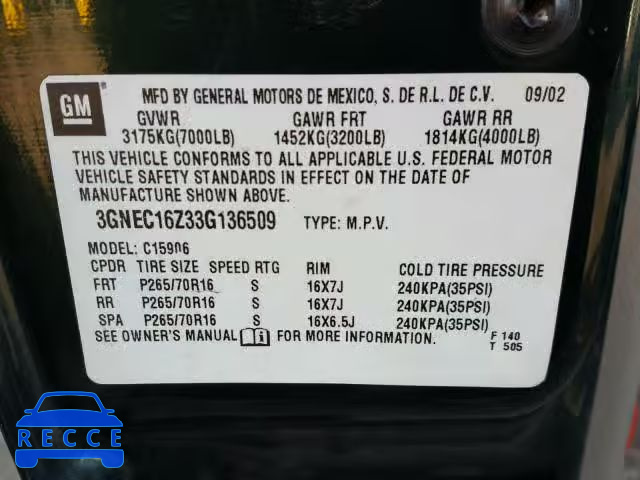 GM
MFD BY GENERAL MOTORS DE MEXICO, S. DE R.L. DE C.V. 09/02
GVWR GAWR FRT GAWR RR
3175KG(7000LB) 1452KG(3200LB) 1814KG(4000LB)
THIS VEHICLE CONFORMS TO ALL APPLICABLE U.S. FEDERAL MOTOR
VEHICLE SAFETY STANDARDS IN EFFECT ON THE DATE OF
MANUFACTURE SHOWN ABOVE.
3GNEC16Z33G136509 TYPE: M.P.V.
MODEL: C15906
CPDR TIRE SIZE SPEED RTG RIM COLD TIRE PRESSURE
FRT P265/70R16 S 16X7J 240KPA(35PSI)
RR P265/70R16 S 16X7J 240KPA(35PSI)
SPA P265/70R16 S 16X6.5J 240KPA(35PSI)
SEE OWNER'S MANUAL FOR MORE INFORMATION.
F 140
T 505
RECCE